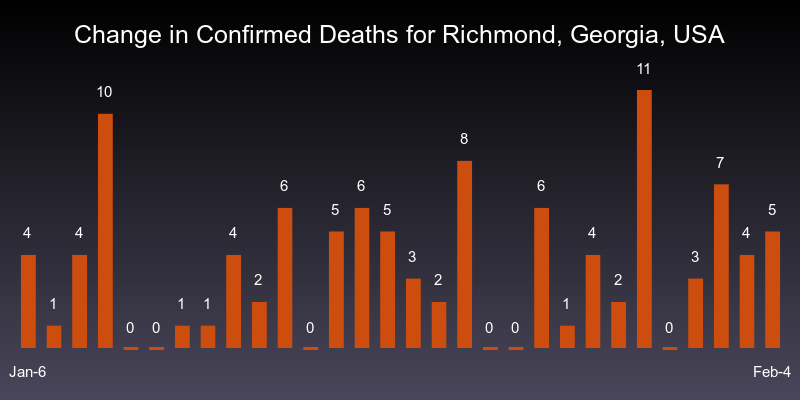 Change in Confirmed Deaths for Richmond, Georgia, USA
4 1 4 10 0 0 1 1 4 2 6 0 5 6 5 3 2 8 0 0 6 1 4 2 11 0 3 7 4 5
Jan-6 Feb-4